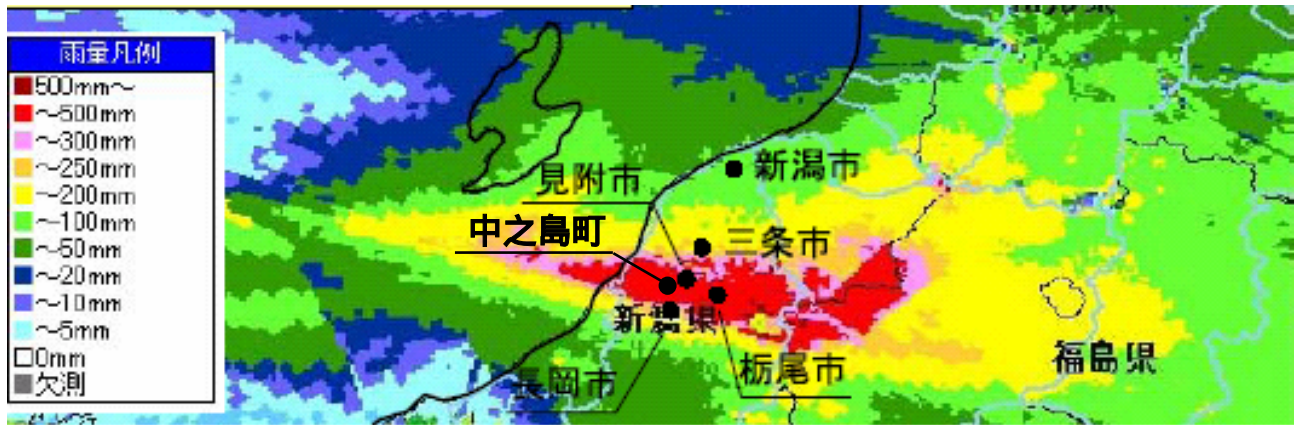 雨量凡例
500mm～
～500mm
～300mm
～250mm
～200mm
～100mm
～50mm
～20mm
～10mm
～5mm
0mm
欠測
新潟市
見附市
中之島町
三条市
新潟県
長岡市
栃尾市
福島県